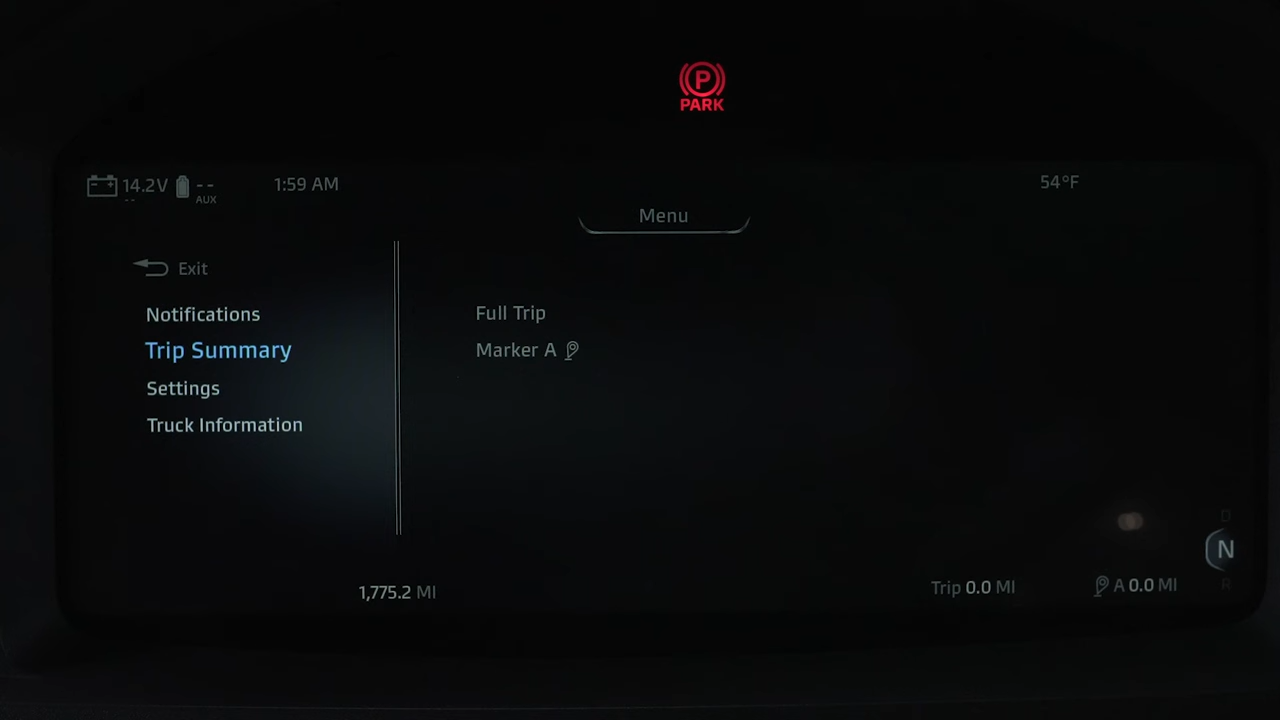 P
PARK
14.2V -- 1:59 AM 54°F
-- AUX
Menu
Exit
Notifications
Trip Summary
Settings
Truck Information
Full Trip
Marker A
D
N
R
1,775.2 MI
Trip 0.0 MI
A 0.0 MI